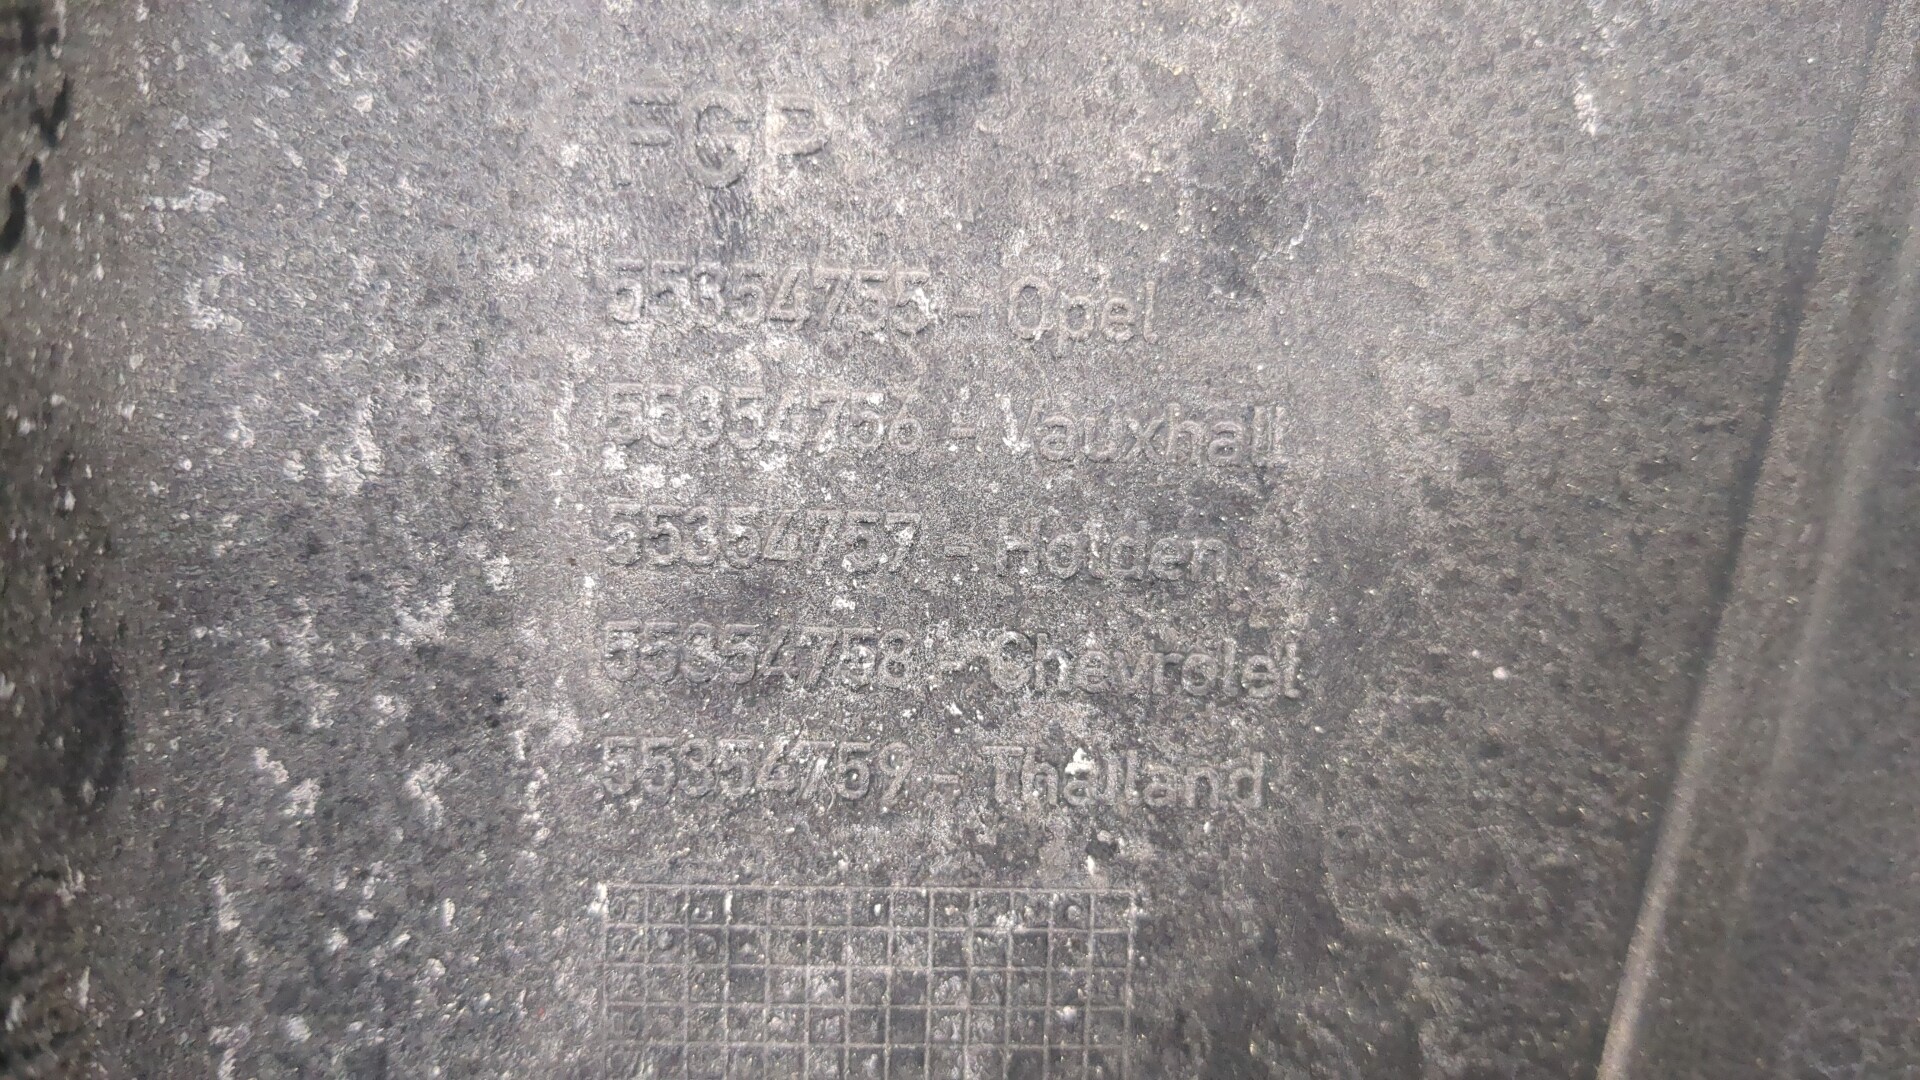 FGP
55354755 - Opel
55354756 - Vauxhall
55354757 - Holden
55354758 - Chevrolet
55354759 - Thailand